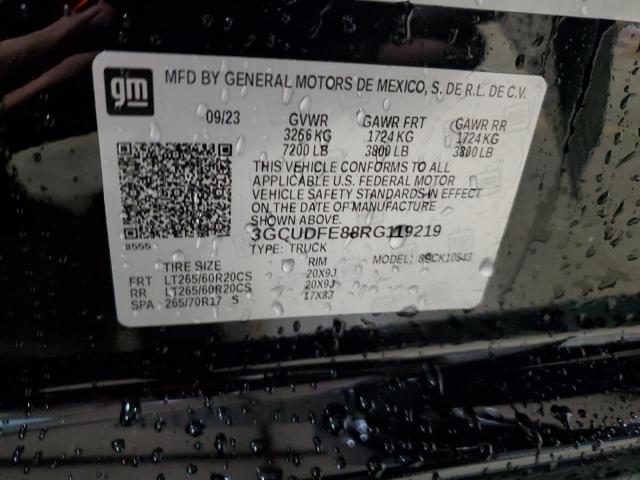 gm
MFD BY GENERAL MOTORS DE MEXICO, S. DE R.L. DE C.V.
09/23 GVWR GAWR FRT GAWR RR
3266 KG 1724 KG 1724 KG
7200 LB 3800 LB 3800 LB
THIS VEHICLE CONFORMS TO ALL
APPLICABLE U.S. FEDERAL MOTOR
VEHICLE SAFETY STANDARDS IN EFFECT
ON THE DATE OF MANUFACTURE
SHOWN ABOVE.
3GCUDFE88RG119219
8555 TYPE: TRUCK MODEL:
TIRE SIZE RIM
FRT LT265/60R20CS 20X9J
RR LT265/60R20CS 20X9J
SPA 265/70R17 S 17X8J